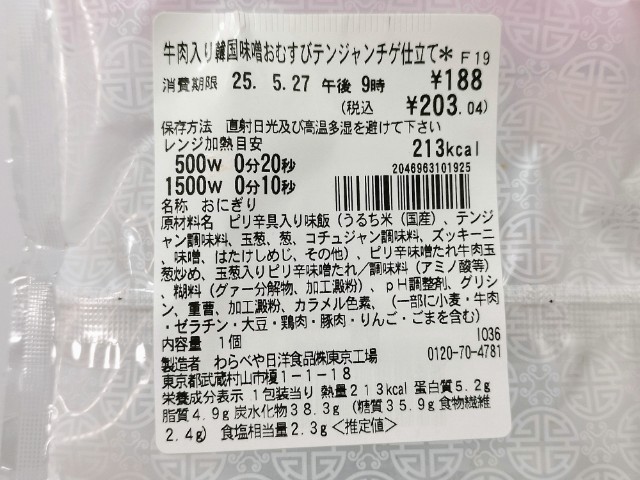 牛肉入り韓国味噌おむすびテンジャンチゲ仕立て* F19
消費期限 25. 5.27 午後 9時 ¥188
(税込 ¥203.04)
保存方法 直射日光及び高温多湿を避けて下さい
レンジ加熱目安 213kcal
500W 0分20秒
2046963101925
1500W 0分10秒
名称 おにぎり
原材料名 ピリ辛具入り味飯(うるち米(国産)、テンジ
ャン調味料、玉葱、葱、コチュジャン調味料、ズッキーニ
、味噌、はたけしめじ、その他)、ピリ辛味噌たれ牛肉玉
葱炒め、玉葱入りピリ辛味噌たれ/調味料(アミノ酸等)
、糊料(グァー分解物、加工澱粉)、pH調整剤、グリシ
ン、重曹、加工澱粉、カラメル色素、(一部に小麦・牛肉
・ゼラチン・大豆・鶏肉・豚肉・りんご・ごまを含む)
内容量 1個 I036
製造者 わらべや日洋食品㈱東京工場 0120-70-4781
東京都武蔵村山市榎1-1-18
栄養成分表示 1包装当り 熱量213kcal 蛋白質5.2g
脂質4.9g 炭水化物38.3g (糖質35.9g 食物繊維
2.4g) 食塩相当量2.3g<推定値>